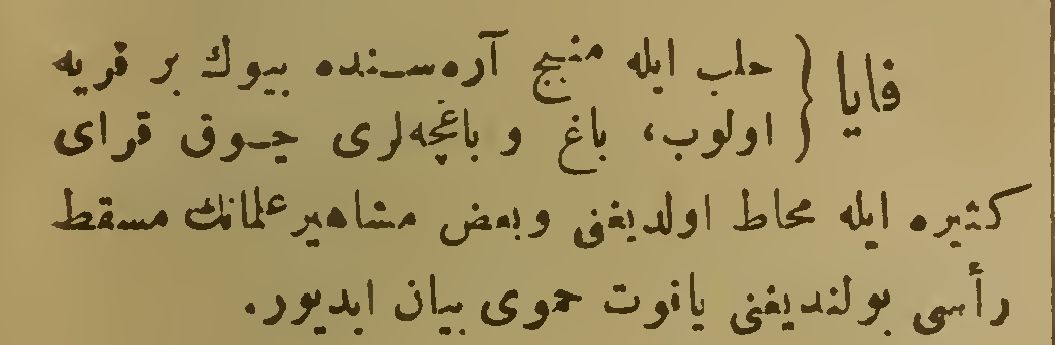 فایا { حلب ایله منبج آره‌سنده بیوك بر قریه
اولوب، باغ و باغچه‌لری چوق قرای
کثیره ایله محاط اولدیغنی وبعض مشاهیر علمانك مسقط
رأسی بولندیغنی یاقوت حموی بیان ایدیور.